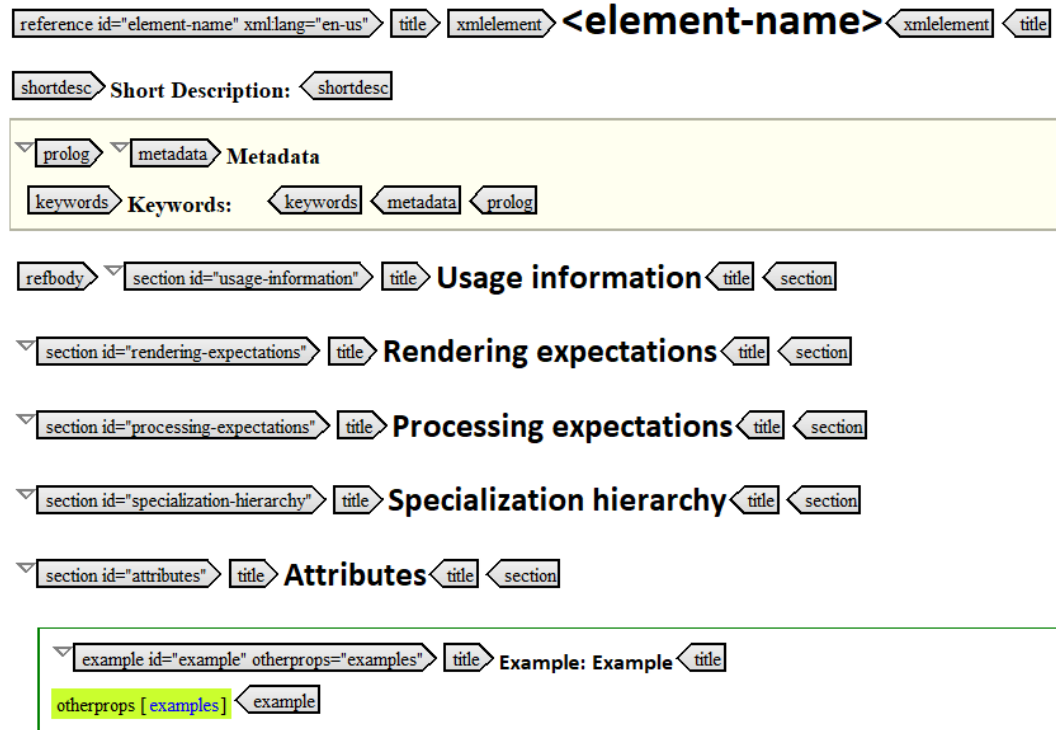 reference id="element-name" xml:lang="en-us" title xmlelement <element-name> xmlelement title
shortdesc Short Description: shortdesc
prolog metadata Metadata
keywords Keywords: keywords metadata prolog
refbody section id="usage-information" title Usage information title section
section id="rendering-expectations" title Rendering expectations title section
section id="processing-expectations" title Processing expectations title section
section id="specialization-hierarchy" title Specialization hierarchy title section
section id="attributes" title Attributes title section
example id="example" otherprops="examples" title Example: Example title
otherprops [examples] example